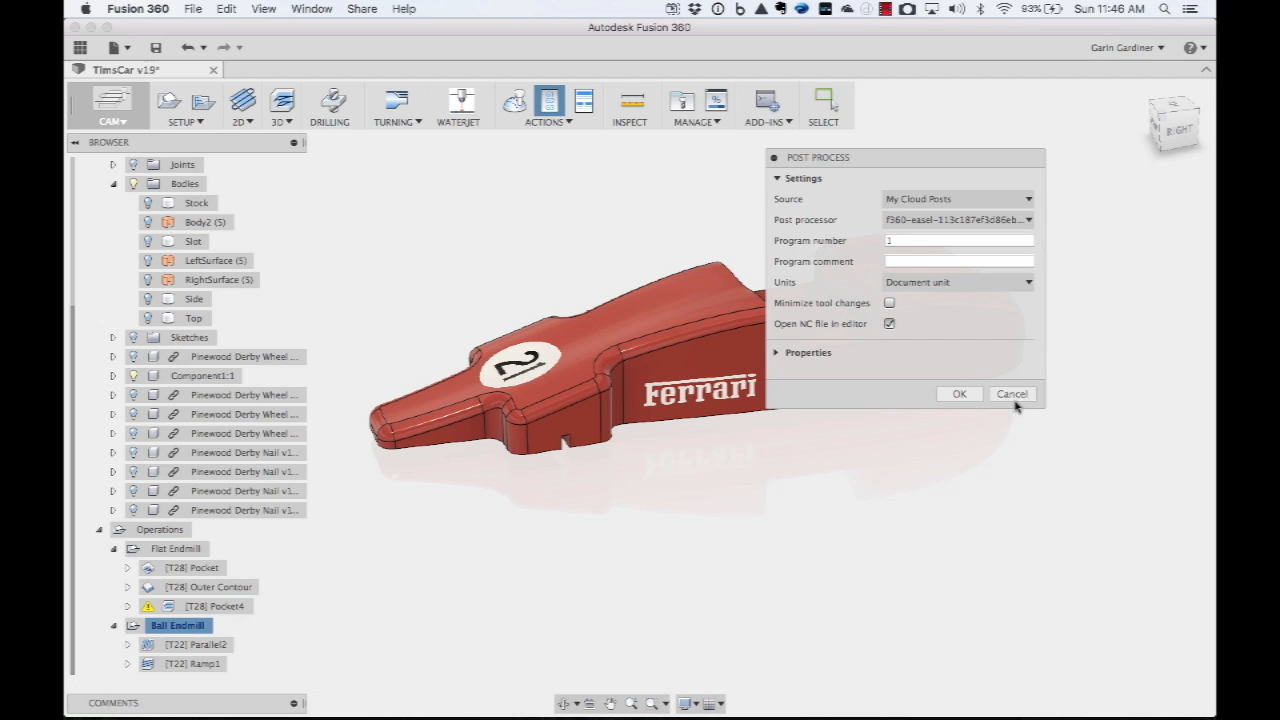 Fusion 360 File Edit View Window Share Help 93% Sun 11:46 AM
Autodesk Fusion 360
Garin Gardiner
TimsCar v19*
CAM SETUP 2D 3D DRILLING TURNING WATERJET ACTIONS INSPECT MANAGE ADD-INS SELECT
BROWSER
Joints
Bodies
Stock
Body2 (5)
Slot
LeftSurface (5)
RightSurface (5)
Side
Top
Sketches
Pinewood Derby Wheel ...
Component1:1
Pinewood Derby Wheel ...
Pinewood Derby Wheel ...
Pinewood Derby Wheel ...
Pinewood Derby Nail v1...
Pinewood Derby Nail v1...
Pinewood Derby Nail v1...
Pinewood Derby Nail v1...
Operations
Flat Endmill
[T28] Pocket
[T28] Outer Contour
[T28] Pocket4
Ball Endmill
[T22] Parallel2
[T22] Ramp1
COMMENTS
RIGHT
POST PROCESS
Settings
Source My Cloud Posts
Post processor f360-easel-113c187ef3d86eb...
Program number 1
Program comment
Units Document unit
Minimize tool changes
Open NC file in editor
Properties
OK Cancel
21
Ferrari